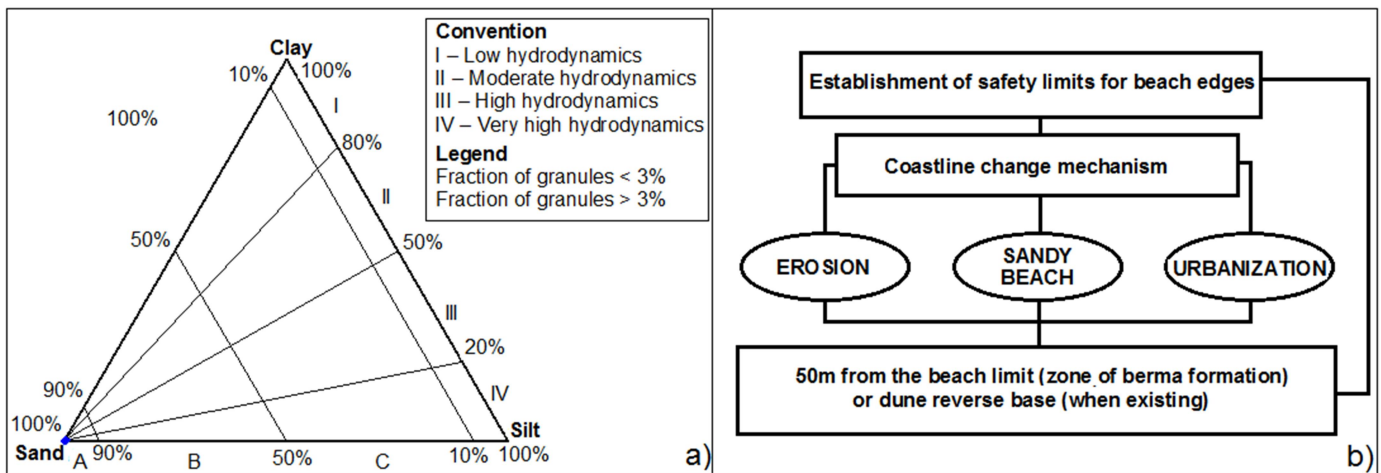 Clay
10%
100%
100%
I
80%
II
50%
50%
III
20%
IV
90%
100%
Sand
Silt
100%
A
90%
B
50%
C
10%
Convention
I – Low hydrodynamics
II – Moderate hydrodynamics
III – High hydrodynamics
IV – Very high hydrodynamics
Legend
Fraction of granules < 3%
Fraction of granules > 3%
a)
Establishment of safety limits for beach edges
Coastline change mechanism
EROSION
SANDY
BEACH
URBANIZATION
50m from the beach limit (zone of berma formation)
or dune reverse base (when existing)
b)